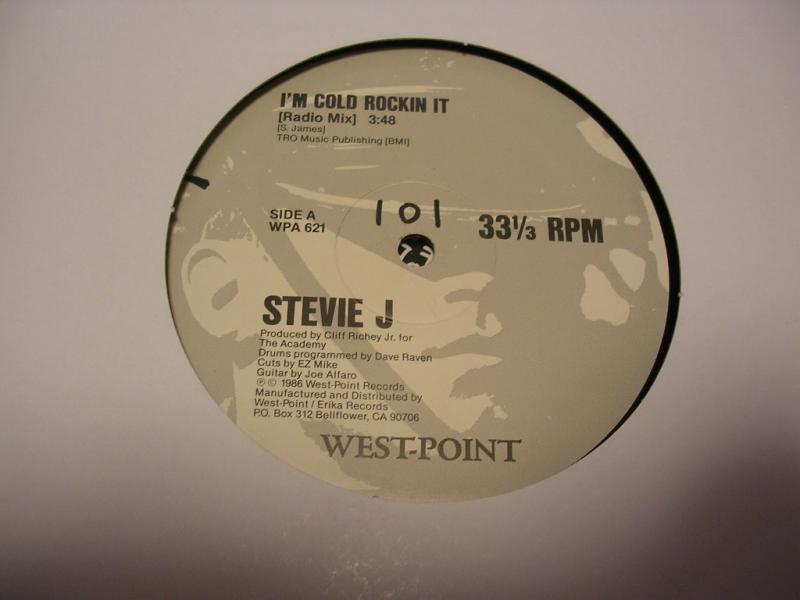 I'M COLD ROCKIN IT
[Radio Mix] 3:48
[S. James]
TRO Music Publishing [BMI]
SIDE A
WPA 621
101
33⅓ RPM
STEVIE J
Produced by Cliff Richey Jr. for
The Academy
Drums programmed by Dave Raven
Cuts by EZ Mike
Guitar by Joe Alfaro
℗ © 1986 West-Point Records
Manufactured and Distributed by
West-Point / Erika Records
P.O. Box 312 Bellflower, CA 90706
WEST-POINT